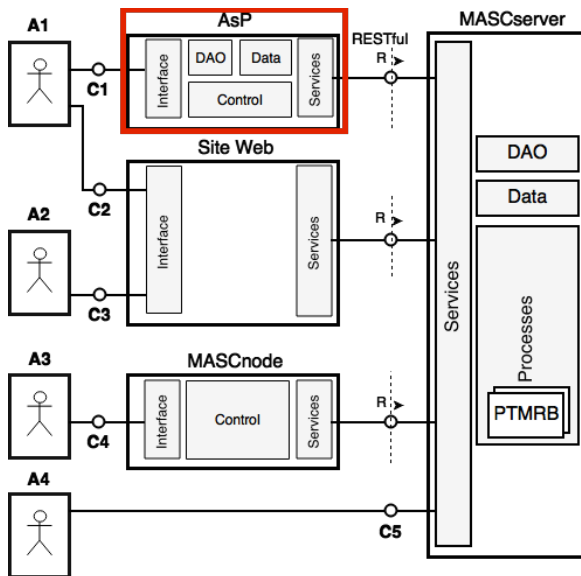 AsP
MASCserver
A1
RESTful
R
C1
Interface
DAO
Data
Control
Services
Site Web
C2
A2
Interface
Services
R
C3
Services
DAO
Data
Processes
PTMRB
MASCnode
A3
R
C4
Interface
Control
Services
A4
C5